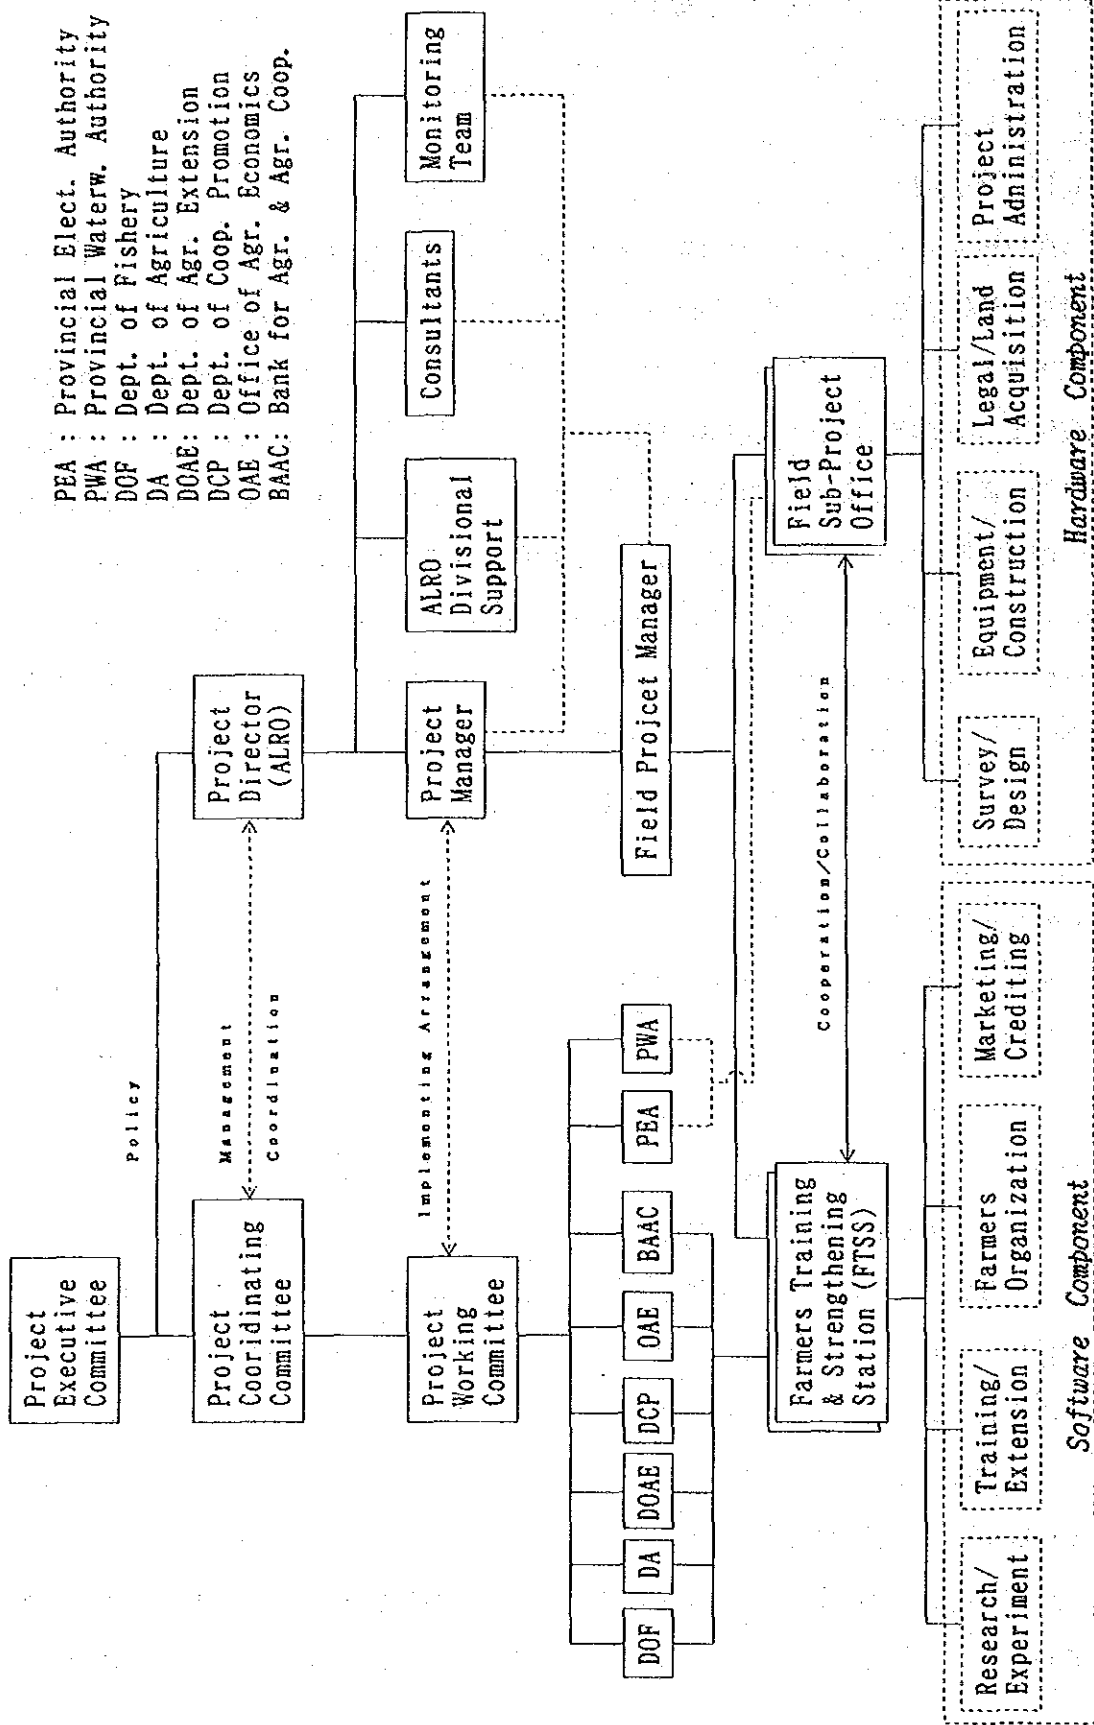 PEA : Provincial Elect. Authority
PWA : Provincial Waterw. Authority
DOF : Dept. of Fishery
DA : Dept. of Agriculture
DOAE: Dept. of Agr. Extension
DCP : Dept. of Coop. Promotion
OAE : Office of Agr. Economics
BAAC: Bank for Agr. & Agr. Coop.
Project
Executive
Committee
Policy
Project
Cooridinating
Committee
Management
Coordination
Project
Director
(ALRO)
Project
Working
Committee
Implementing Arrangement
Project
Manager
ALRO
Divisional
Support
Consultants
Monitoring
Team
DOF
DA
DOAE
DCP
OAE
BAAC
PEA
PWA
Field Projcet Manager
Farmers Training
& Strengthening
Station (FTSS)
Cooperation/Collaboration
Field
Sub-Project
Office
Research/
Experiment
Training/
Extension
Farmers
Organization
Marketing/
Crediting
Survey/
Design
Equipment/
Construction
Legal/Land
Acquisition
Project
Adninistration
Software Component
Hardware Component